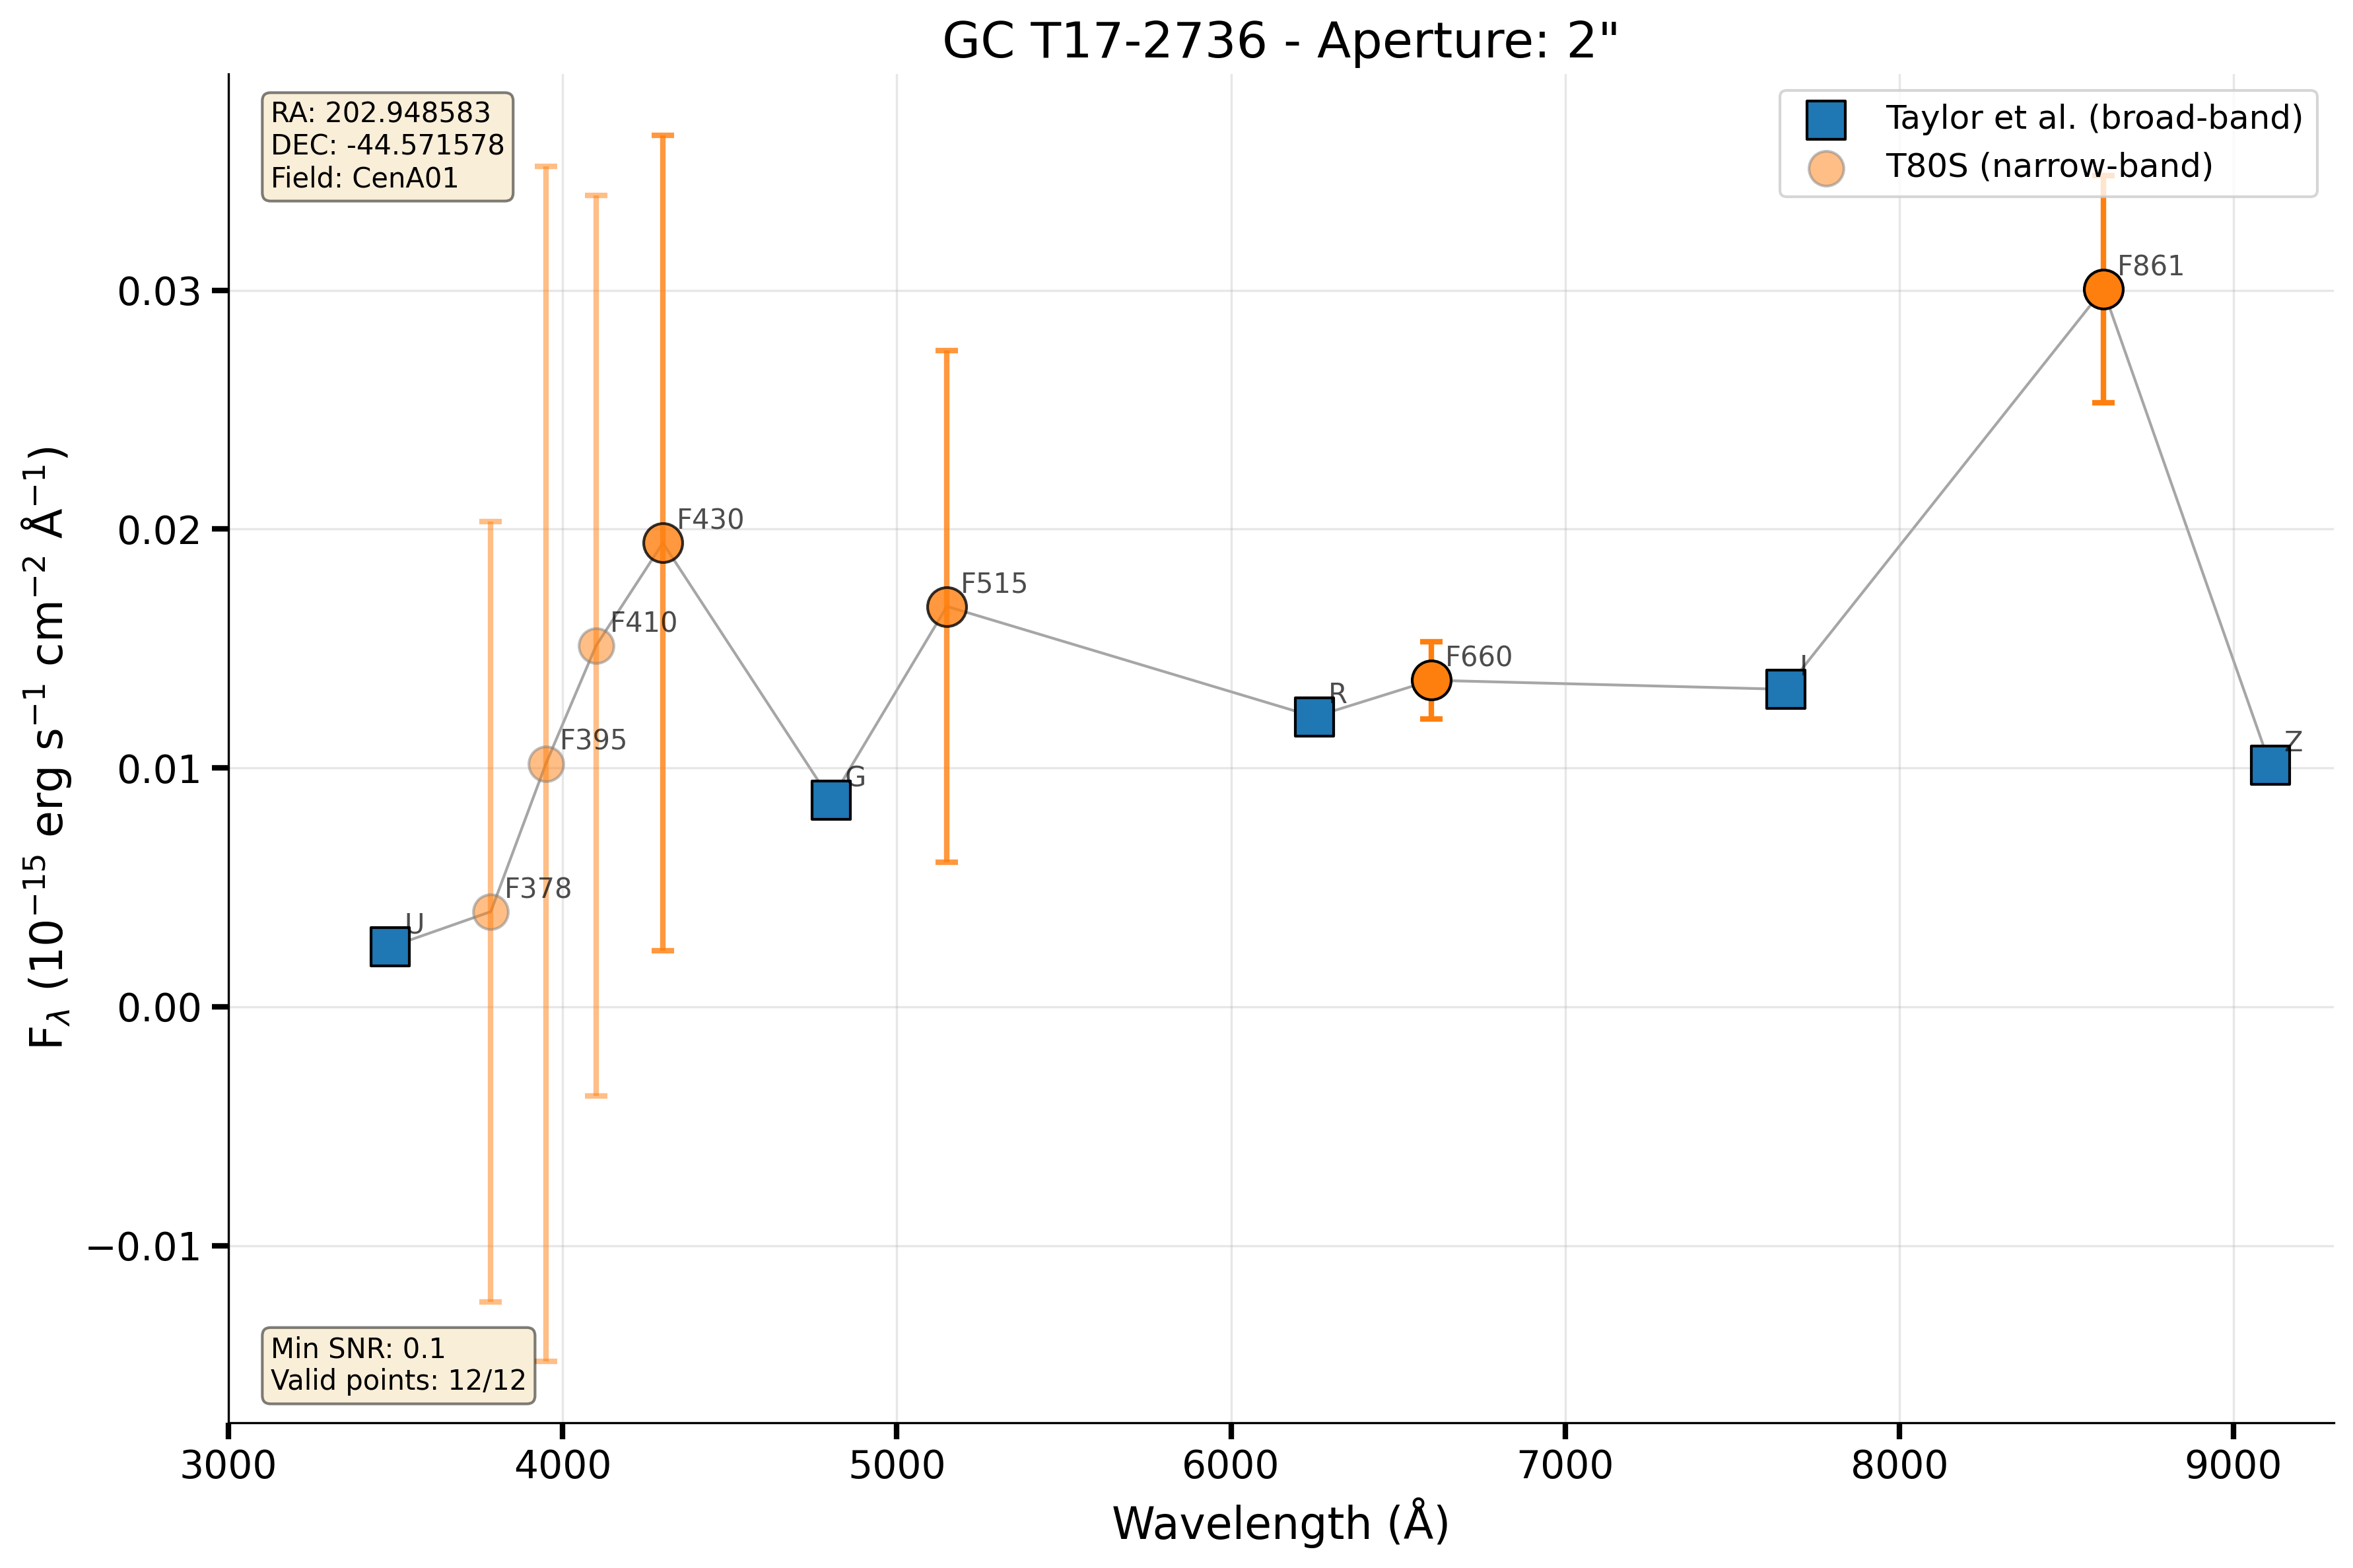 GC T17-2736 - Aperture: 2"
RA: 202.948583
DEC: -44.571578
Field: CenA01
Taylor et al. (broad-band)
T80S (narrow-band)
F861
0.03
F430
0.02
F515
F410
F660
I
R
F395
Z
0.01
G
F378
U
0.00
−0.01
F_λ (10⁻¹⁵ erg s⁻¹ cm⁻² Å⁻¹)
Min SNR: 0.1
Valid points: 12/12
3000 4000 5000 6000 7000 8000 9000
Wavelength (Å)